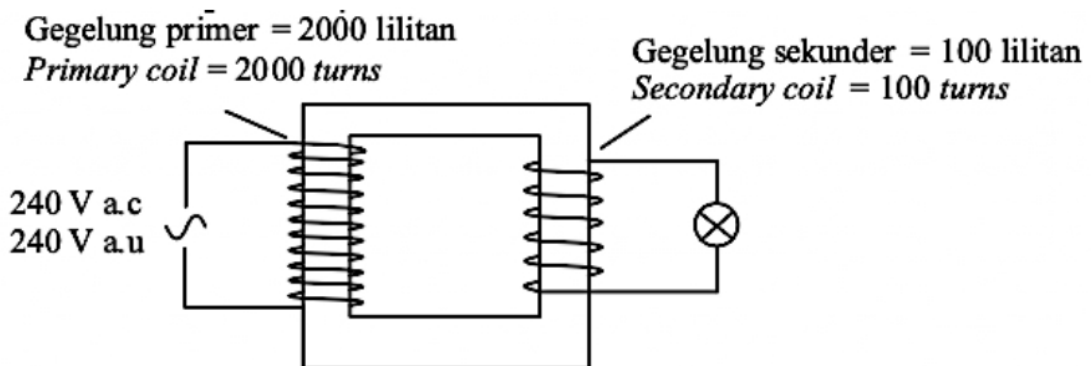 Gegelung primer = 2000 lilitan
Primary coil = 2000 turns
Gegelung sekunder = 100 lilitan
Secondary coil = 100 turns
240 V a.c
240 V a.u